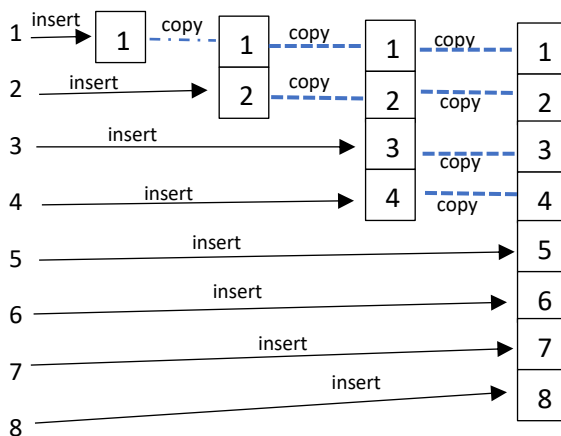 insert
1 1 copy 1 copy 1 copy 1
2 insert 2 copy 2 copy 2
3 insert 3 copy 3
4 insert 4 copy 4
5 insert 5
6 insert 6
7 insert 7
8 insert 8